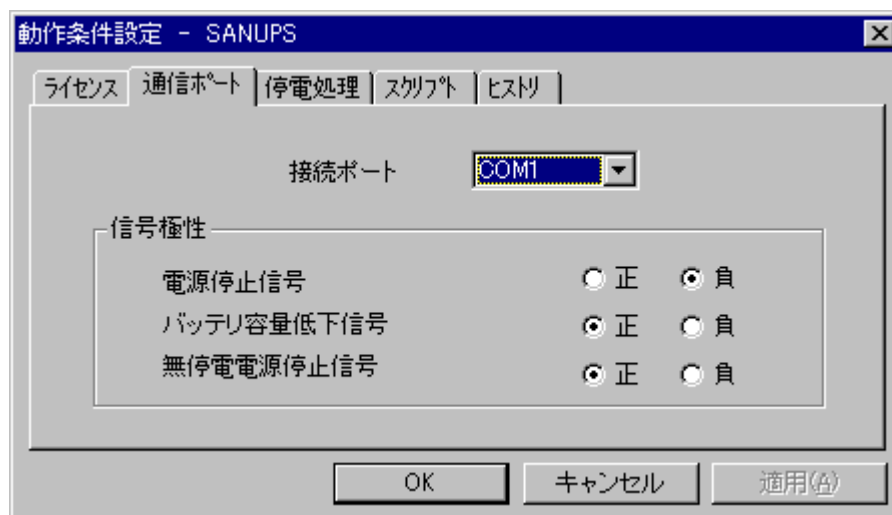 動作条件設定 - SANUPS
ライセンス 通信ポート 停電処理 スクリプト ヒストリ
接続ポート COM1
信号極性
電源停止信号 正 負
バッテリ容量低下信号 正 負
無停電電源停止信号 正 負
OK キャンセル 適用(A)